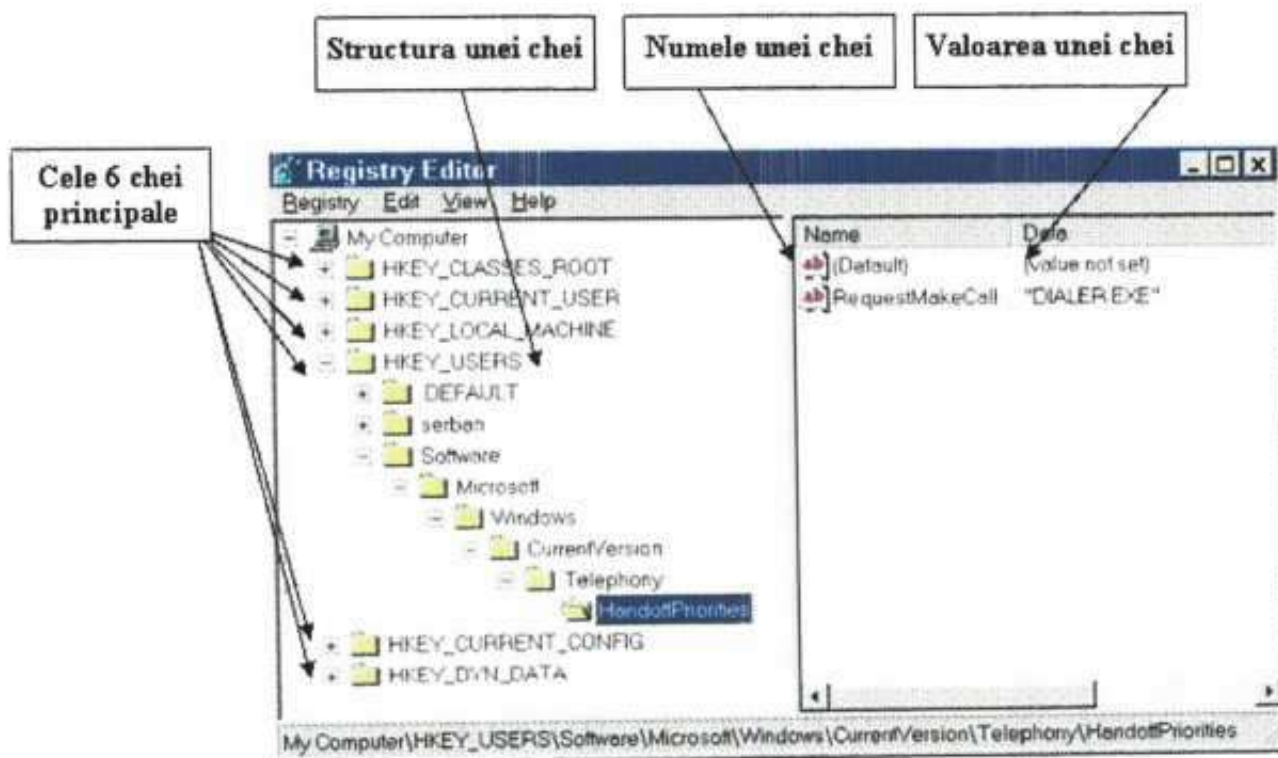 Structura unei chei
Numele unei chei
Valoarea unei chei
Cele 6 chei
principale
Registry Editor
Registry Edit View Help
My Computer
HKEY_CLASSES_ROOT
HKEY_CURRENT_USER
HKEY_LOCAL_MACHINE
HKEY_USERS
DEFAULT
serban
Software
Microsoft
Windows
CurrentVersion
Telephony
HandoffPriorities
HKEY_CURRENT_CONFIG
HKEY_DYN_DATA
Name Data
ab (Default) (value not set)
ab RequestMakeCall "DIALER.EXE"
My Computer\HKEY_USERS\Software\Microsoft\Windows\CurrentVersion\Telephony\HandoffPriorities